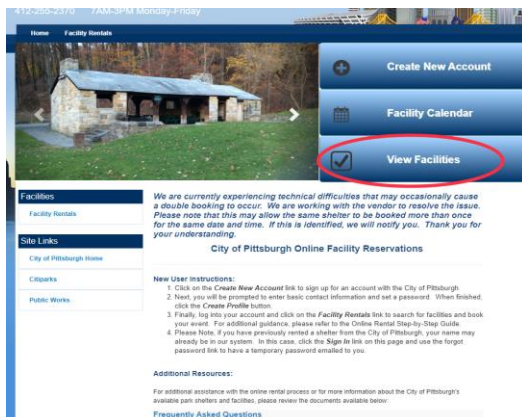 412-255-2370 7AM-3PM Monday-Friday
Home Facility Rentals
Create New Account
Facility Calendar
View Facilities
Facilities
Facility Rentals
Site Links
City of Pittsburgh Home
Citiparks
Public Works
We are currently experiencing technical difficulties that may occasionally cause
a double booking to occur. We are working with the vendor to resolve the issue.
Please note that this may allow the same shelter to be booked more than once
for the same date and time. If this is identified, we will notify you. Thank you for
your understanding.
City of Pittsburgh Online Facility Reservations
New User Instructions:
1. Click on the Create New Account link to sign up for an account with the City of Pittsburgh
2. Next, you will be prompted to enter basic contact information and set a password. When finished,
click the Create Profile button.
3. Finally, log into your account and click on the Facility Rentals link to search for facilities and book
your event. For additional guidance, please refer to the Online Rental Step-by-Step Guide.
4. Please Note, if you have previously rented a shelter from the City of Pittsburgh, your name may
already be in our system. In this case, click the Sign In link on this page and use the forgot
password link to have a temporary password emailed to you.
Additional Resources:
For additional assistance with the online rental process or for more information about the City of Pittsburgh's
available park shelters and facilities, please review the documents available below:
Frequently Asked Questions